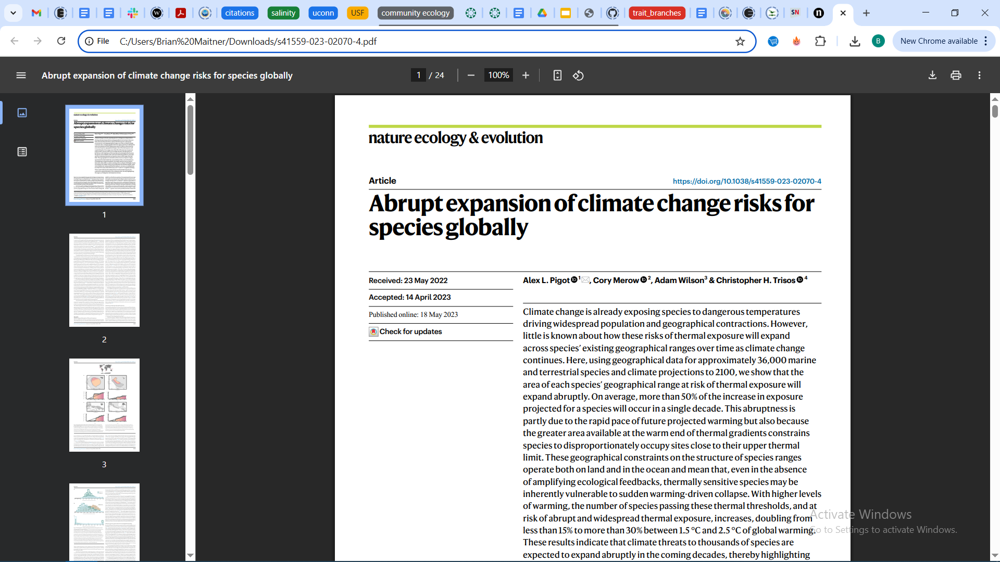 citations
salinity
uconn
USF
community ecology
trait_branches
SN
File C:/Users/Brian%20Maitner/Downloads/s41559-023-02070-4.pdf
B
New Chrome available
Abrupt expansion of climate change risks for species globally
1 / 24
100%
1
2
3
nature ecology & evolution
Article
https://doi.org/10.1038/s41559-023-02070-4
Abrupt expansion of climate change risks for
species globally
Received: 23 May 2022
Accepted: 14 April 2023
Published online: 18 May 2023
Check for updates
Alex L. Pigot 1, Cory Merow 2, Adam Wilson3 & Christopher H. Trisos 4
Climate change is already exposing species to dangerous temperatures
driving widespread population and geographical contractions. However,
little is known about how these risks of thermal exposure will expand
across species’ existing geographical ranges over time as climate change
continues. Here, using geographical data for approximately 36,000 marine
and terrestrial species and climate projections to 2100, we show that the
area of each species’ geographical range at risk of thermal exposure will
expand abruptly. On average, more than 50% of the increase in exposure
projected for a species will occur in a single decade. This abruptness is
partly due to the rapid pace of future projected warming but also because
the greater area available at the warm end of thermal gradients constrains
species to disproportionately occupy sites close to their upper thermal
limit. These geographical constraints on the structure of species ranges
operate both on land and in the ocean and mean that, even in the absence
of amplifying ecological feedbacks, thermally sensitive species may be
inherently vulnerable to sudden warming-driven collapse. With higher levels
of warming, the number of species passing these thermal thresholds, and at
risk of abrupt and widespread thermal exposure, increases, doubling from
less than 15% to more than 30% between 1.5 °C and 2.5 °C of global warming.
These results indicate that climate threats to thousands of species are
expected to expand abruptly in the coming decades, thereby highlighting
Activate Windows
Go to Settings to activate Windows.